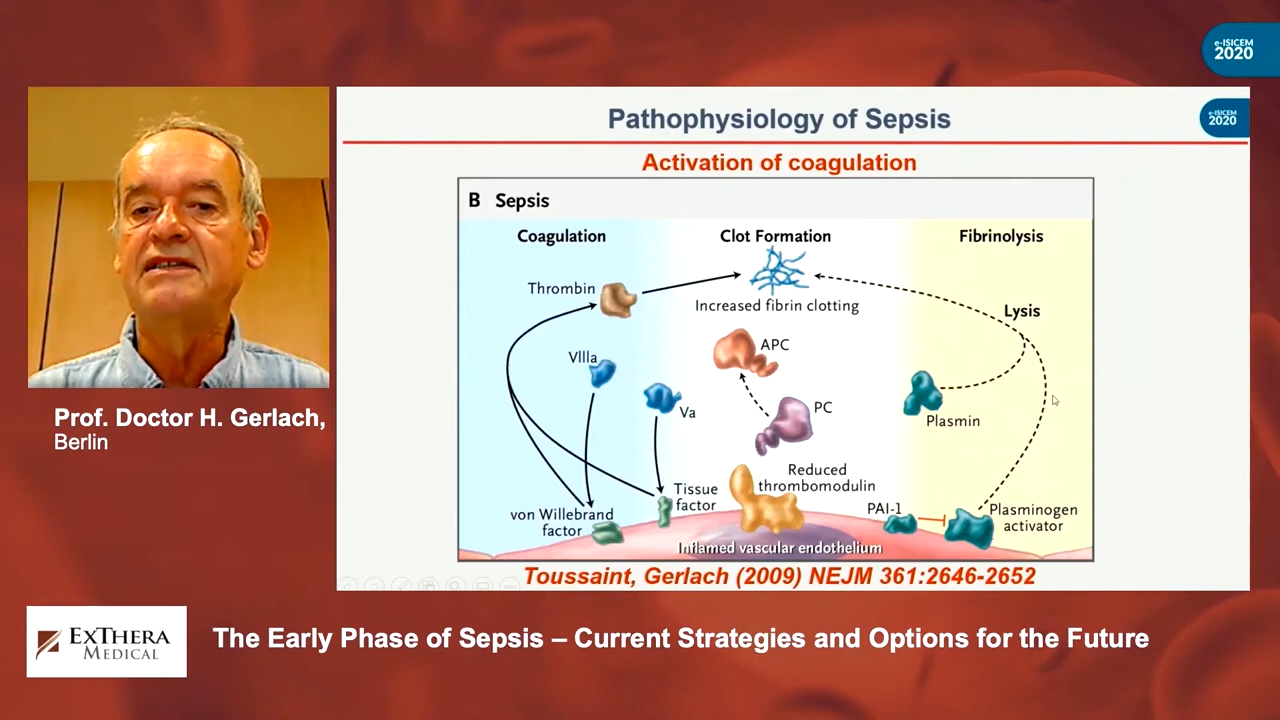 e-ISICEM
2020
Pathophysiology of Sepsis
e-ISICEM
2020
Activation of coagulation
B Sepsis
Coagulation
Clot Formation
Fibrinolysis
Thrombin
Increased fibrin clotting
Lysis
VIIIa
APC
Va
PC
Plasmin
Reduced
thrombomodulin
Tissue
factor
von Willebrand
factor
PAI-1
Plasminogen
activator
Inflamed vascular endothelium
Toussaint, Gerlach (2009) NEJM 361:2646-2652
Prof. Doctor H. Gerlach,
Berlin
EXTHERA
MEDICAL
The Early Phase of Sepsis – Current Strategies and Options for the Future